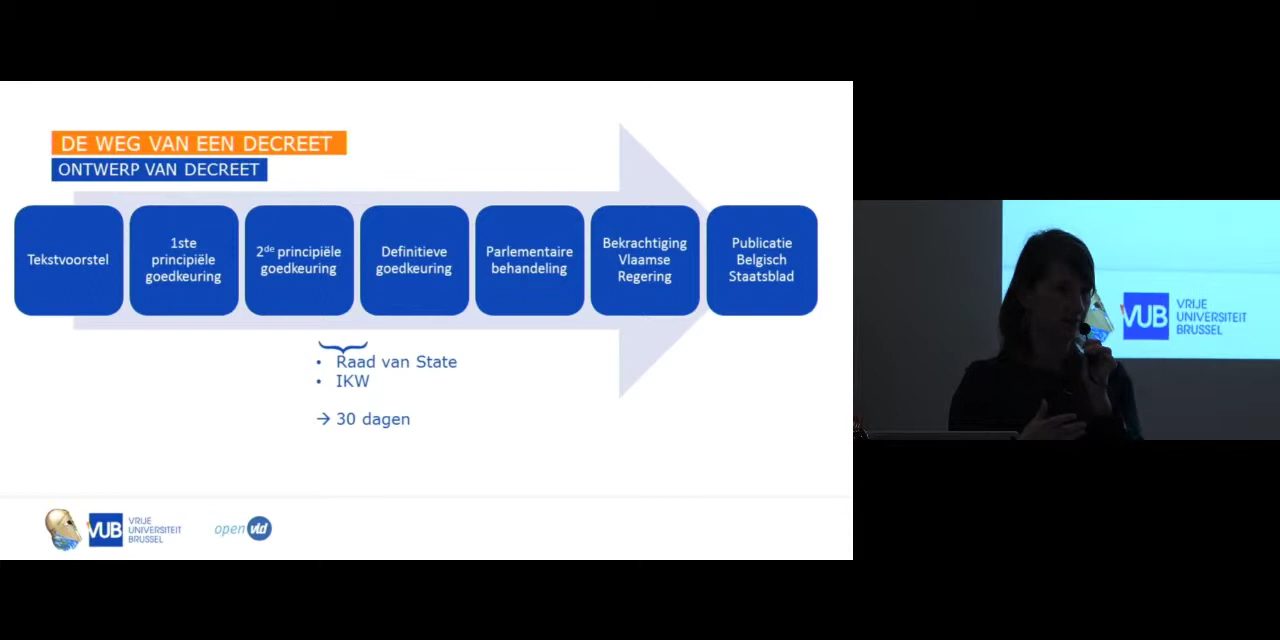 DE WEG VAN EEN DECREET
ONTWERP VAN DECREET
Tekstvoorstel
1ste
principiële
goedkeuring
2de principiële
goedkeuring
Definitieve
goedkeuring
Parlementaire
behandeling
Bekrachtiging
Vlaamse
Regering
Publicatie
Belgisch
Staatsblad
• Raad van State
• IKW
→ 30 dagen
VUB
VRIJE
UNIVERSITEIT
BRUSSEL
open vld
VUB
VRIJE
UNIVERSITEIT
BRUSSEL